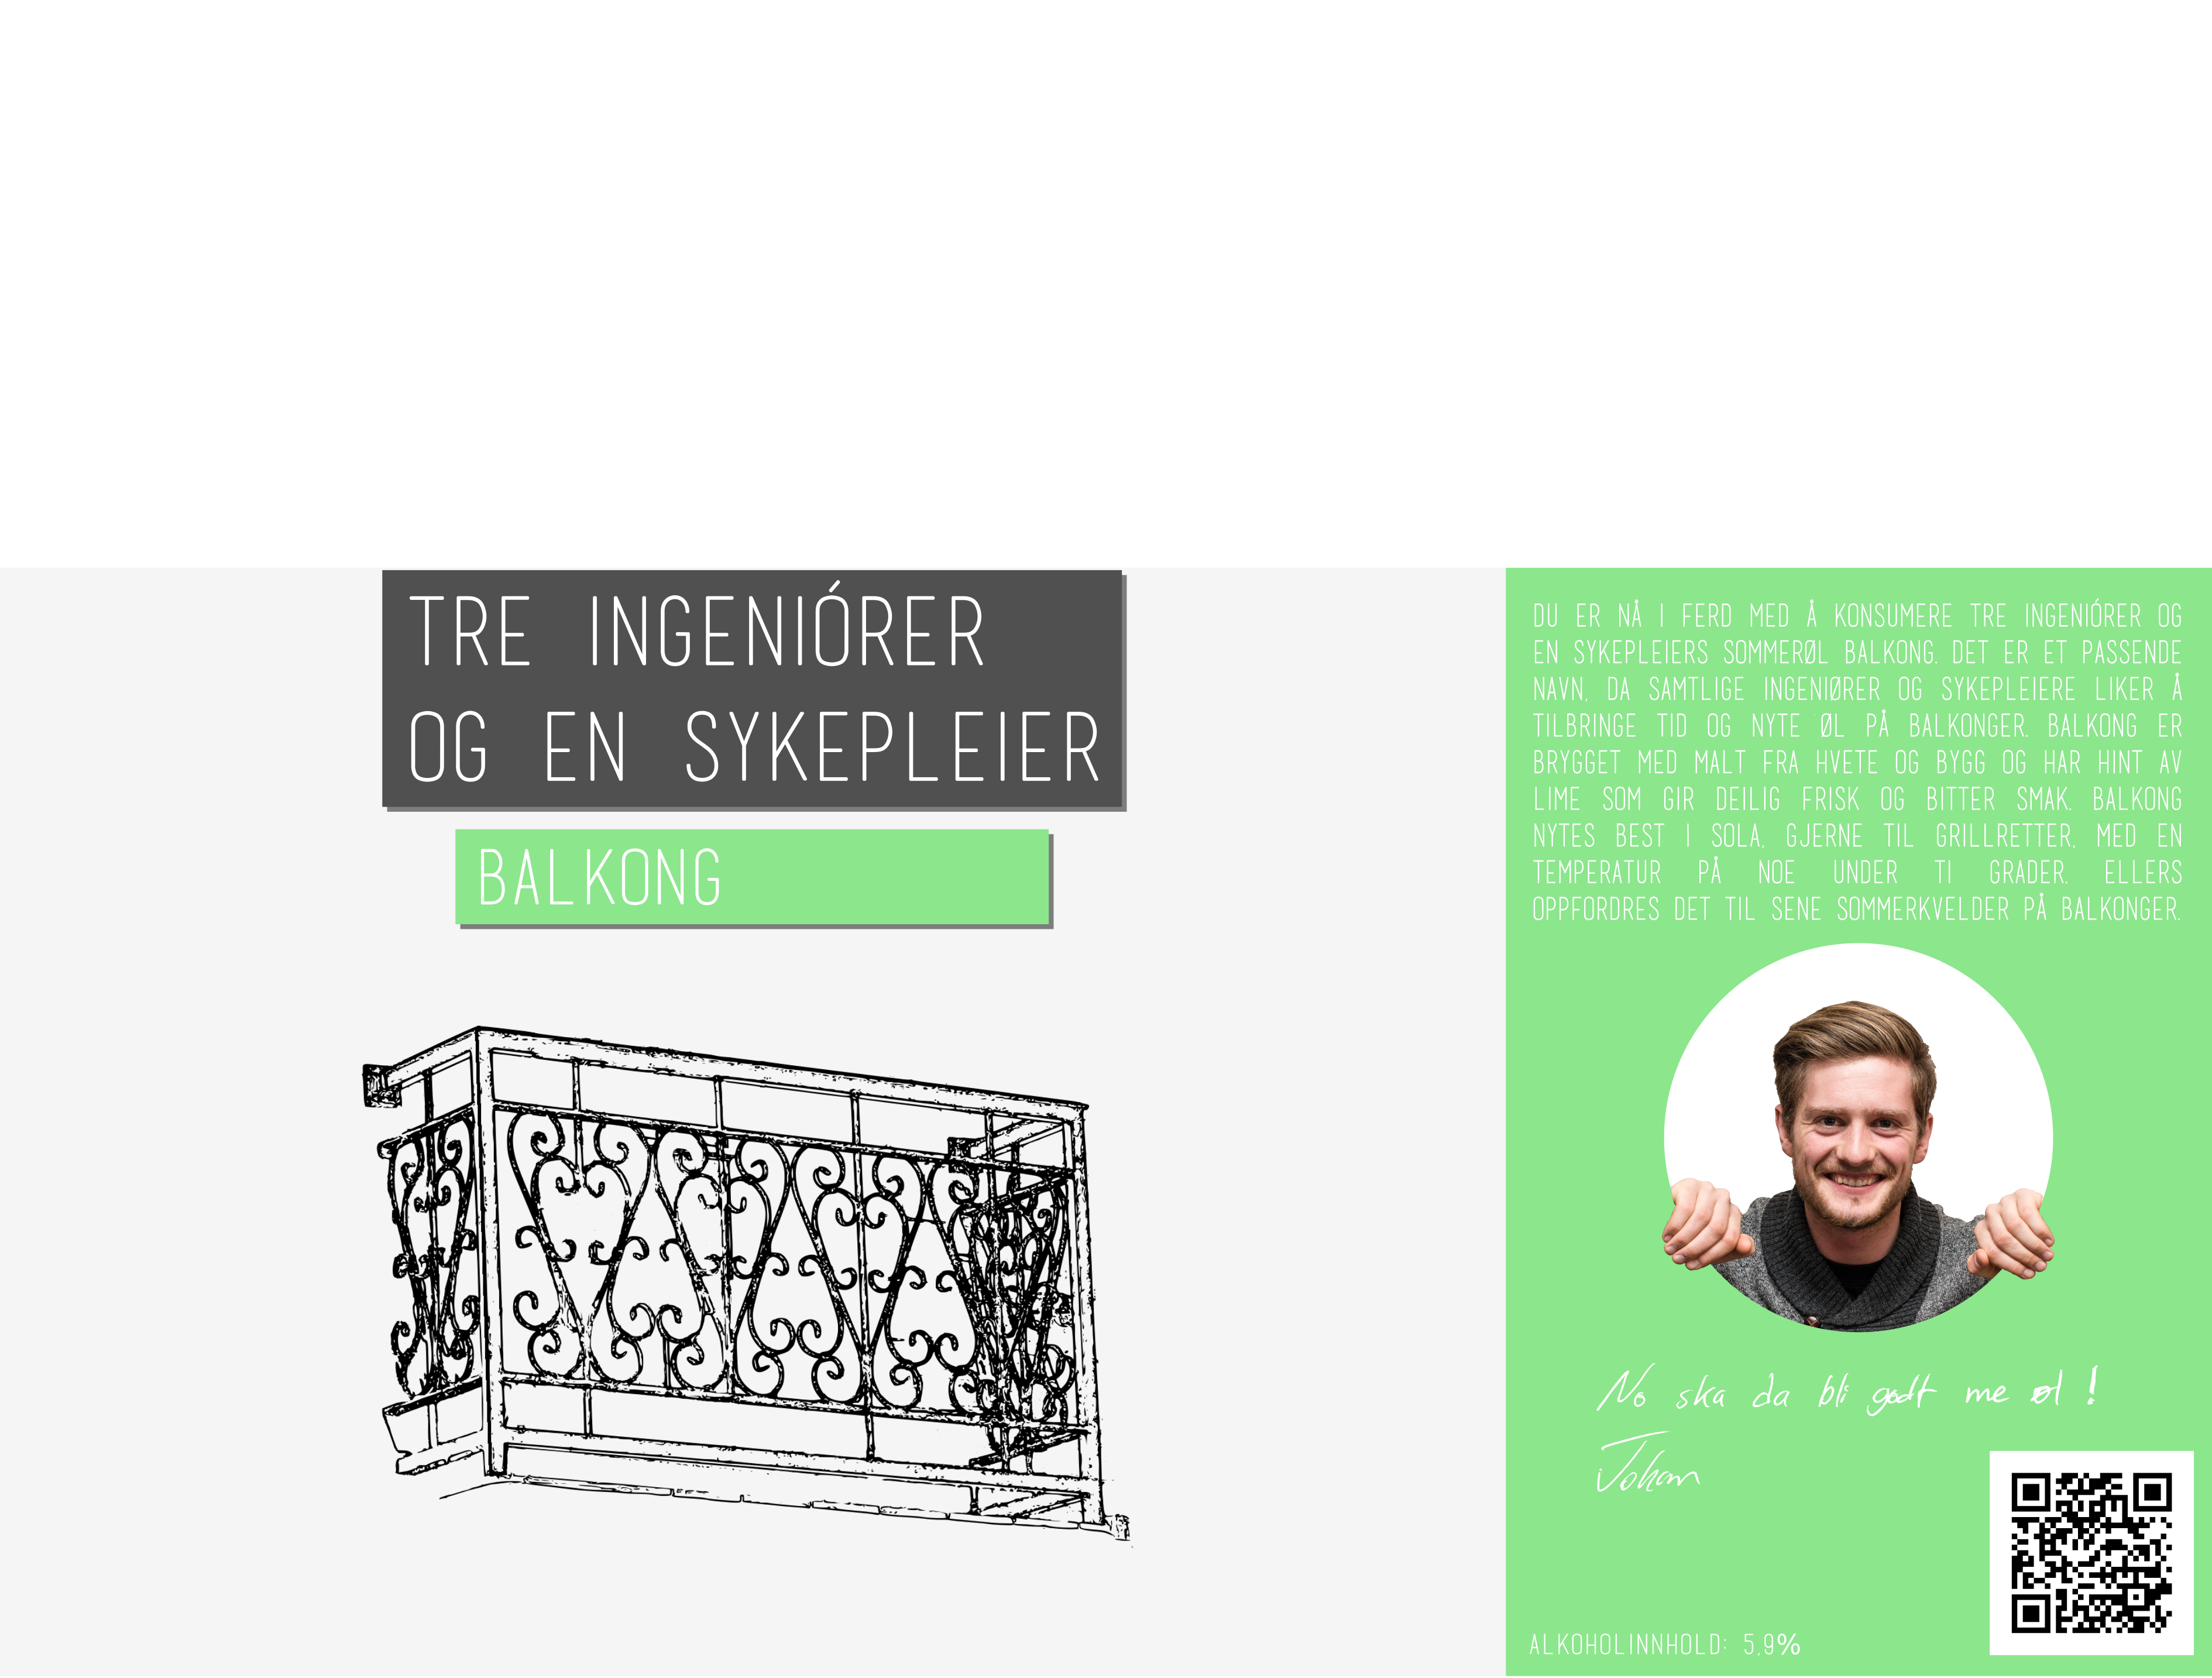 TRE INGENIÓRER
OG EN SYKEPLEIER
BALKONG
DU ER NÅ I FERD MED Å KONSUMERE TRE INGENIÓRER OG
EN SYKEPLEIERS SOMMERØL BALKONG. DET ER ET PASSENDE
NAVN, DA SAMTLIGE INGENIØRER OG SYKEPLEIERE LIKER Å
TILBRINGE TID OG NYTE ØL PÅ BALKONGER. BALKONG ER
BRYGGET MED MALT FRA HVETE OG BYGG OG HAR HINT AV
LIME SOM GIR DEILIG FRISK OG BITTER SMAK. BALKONG
NYTES BEST I SOLA, GJERNE TIL GRILLRETTER, MED EN
TEMPERATUR PÅ NOE UNDER TI GRADER. ELLERS
OPPFORDRES DET TIL SENE SOMMERKVELDER PÅ BALKONGER.
No ska da bli godt me øl !
Johan
ALKOHOLINNHOLD: 5,9%